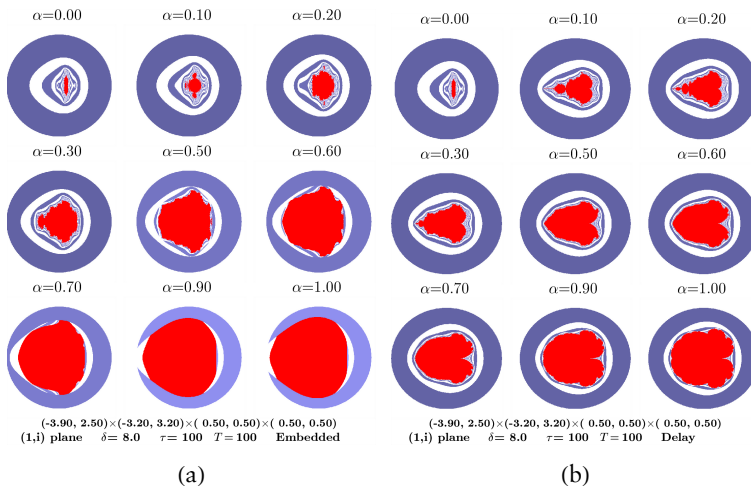 α=0.00 α=0.10 α=0.20
α=0.30 α=0.50 α=0.60
α=0.70 α=0.90 α=1.00
(-3.90, 2.50)×(-3.20, 3.20)×( 0.50, 0.50)×( 0.50, 0.50)
(1,i) plane δ= 8.0 τ= 100 T = 100 Embedded
(a)
α=0.00 α=0.10 α=0.20
α=0.30 α=0.50 α=0.60
α=0.70 α=0.90 α=1.00
(-3.90, 2.50)×(-3.20, 3.20)×( 0.50, 0.50)×( 0.50, 0.50)
(1,i) plane δ= 8.0 τ= 100 T = 100 Delay
(b)